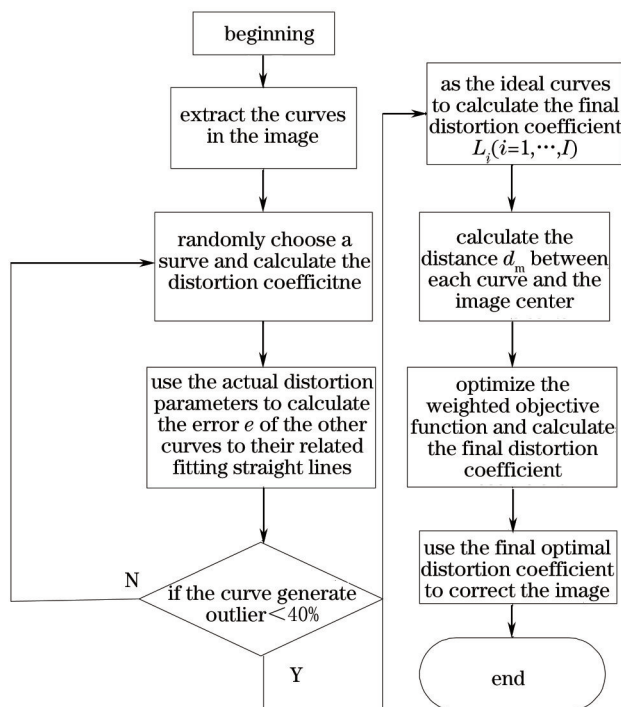 beginning
extract the curves
in the image
randomly choose a
surve and calculate the
distortion coefficitne
use the actual distortion
parameters to calculate
the error e of the other
curves to their related
fitting straight lines
N
if the curve generate
outlier<40%
Y
as the ideal curves
to calculate the final
distortion coefficient
L_i(i=1,⋯,I)
calculate the
distance d_m between
each curve and the
image center
optimize the
weighted objective
function and calculate
the final distortion
coefficient
use the final optimal
distortion coefficient
to correct the image
end